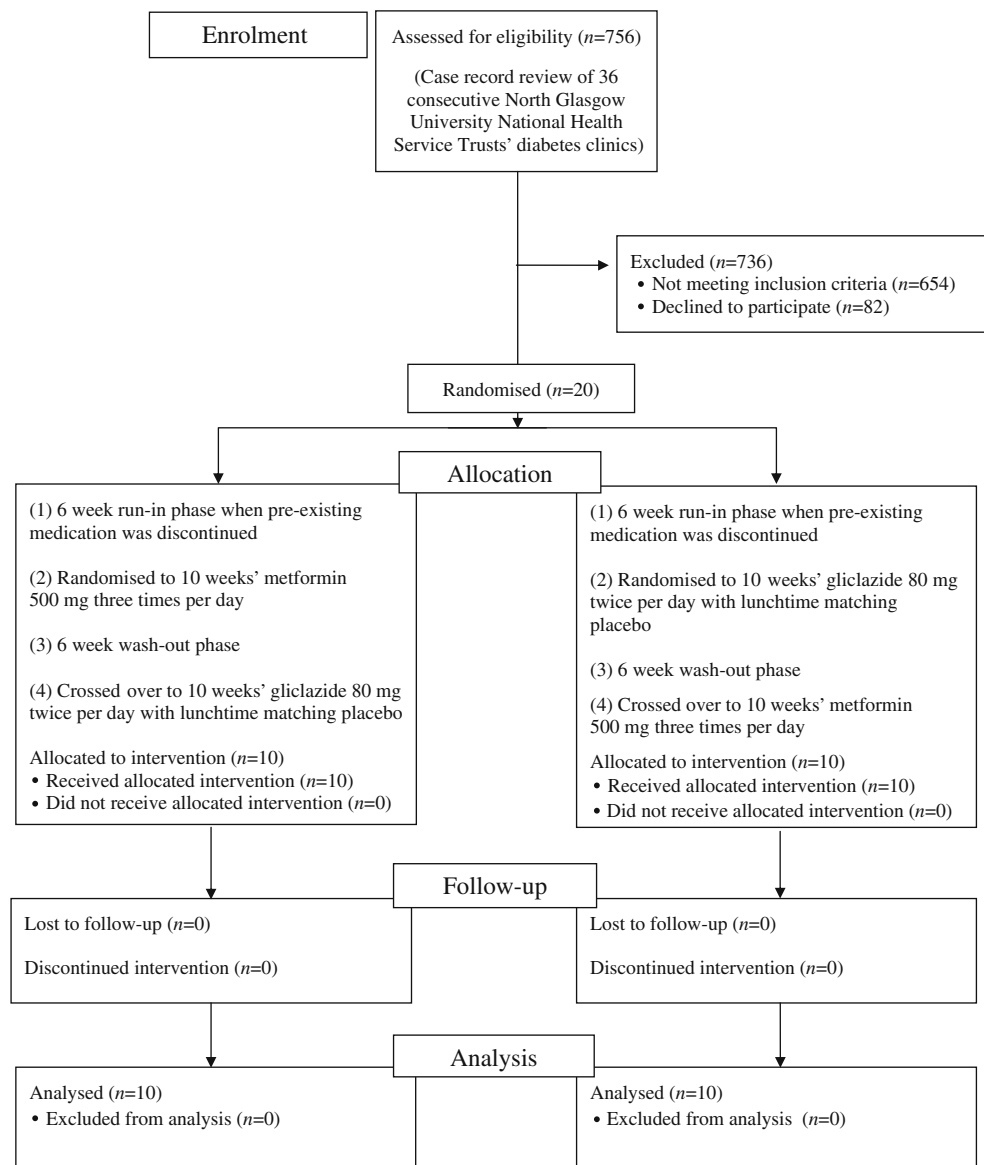 Enrolment
Assessed for eligibility (n=756)
(Case record review of 36
consecutive North Glasgow
University National Health
Service Trusts’ diabetes clinics)
Excluded (n=736)
• Not meeting inclusion criteria (n=654)
• Declined to participate (n=82)
Randomised (n=20)
Allocation
(1) 6 week run-in phase when pre-existing
medication was discontinued
(2) Randomised to 10 weeks’ metformin
500 mg three times per day
(3) 6 week wash-out phase
(4) Crossed over to 10 weeks’ gliclazide 80 mg
twice per day with lunchtime matching placebo
Allocated to intervention (n=10)
• Received allocated intervention (n=10)
• Did not receive allocated intervention (n=0)
(1) 6 week run-in phase when pre-existing
medication was discontinued
(2) Randomised to 10 weeks’ gliclazide 80 mg
twice per day with lunchtime matching
placebo
(3) 6 week wash-out phase
(4) Crossed over to 10 weeks’ metformin
500 mg three times per day
Allocated to intervention (n=10)
• Received allocated intervention (n=10)
• Did not receive allocated intervention (n=0)
Follow-up
Lost to follow-up (n=0)
Discontinued intervention (n=0)
Lost to follow-up (n=0)
Discontinued intervention (n=0)
Analysis
Analysed (n=10)
• Excluded from analysis (n=0)
Analysed (n=10)
• Excluded from analysis (n=0)